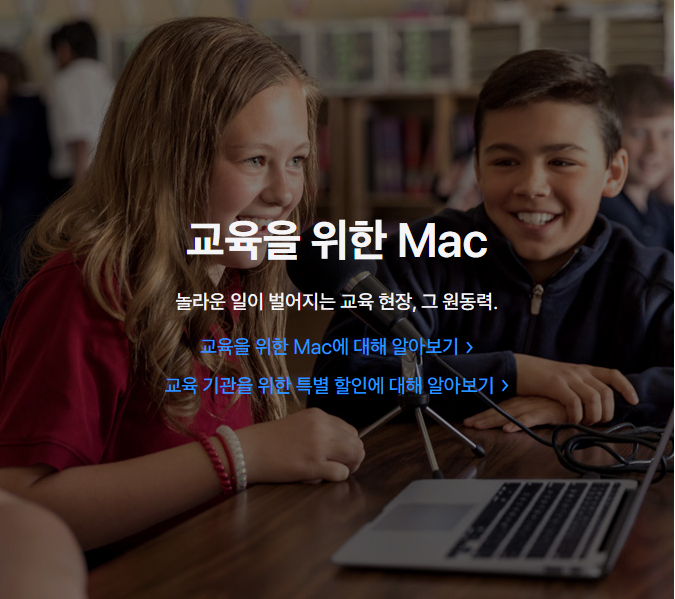 교육을 위한 Mac
놀라운 일이 벌어지는 교육 현장, 그 원동력.
교육을 위한 Mac에 대해 알아보기 >
교육 기관을 위한 특별 할인에 대해 알아보기 >